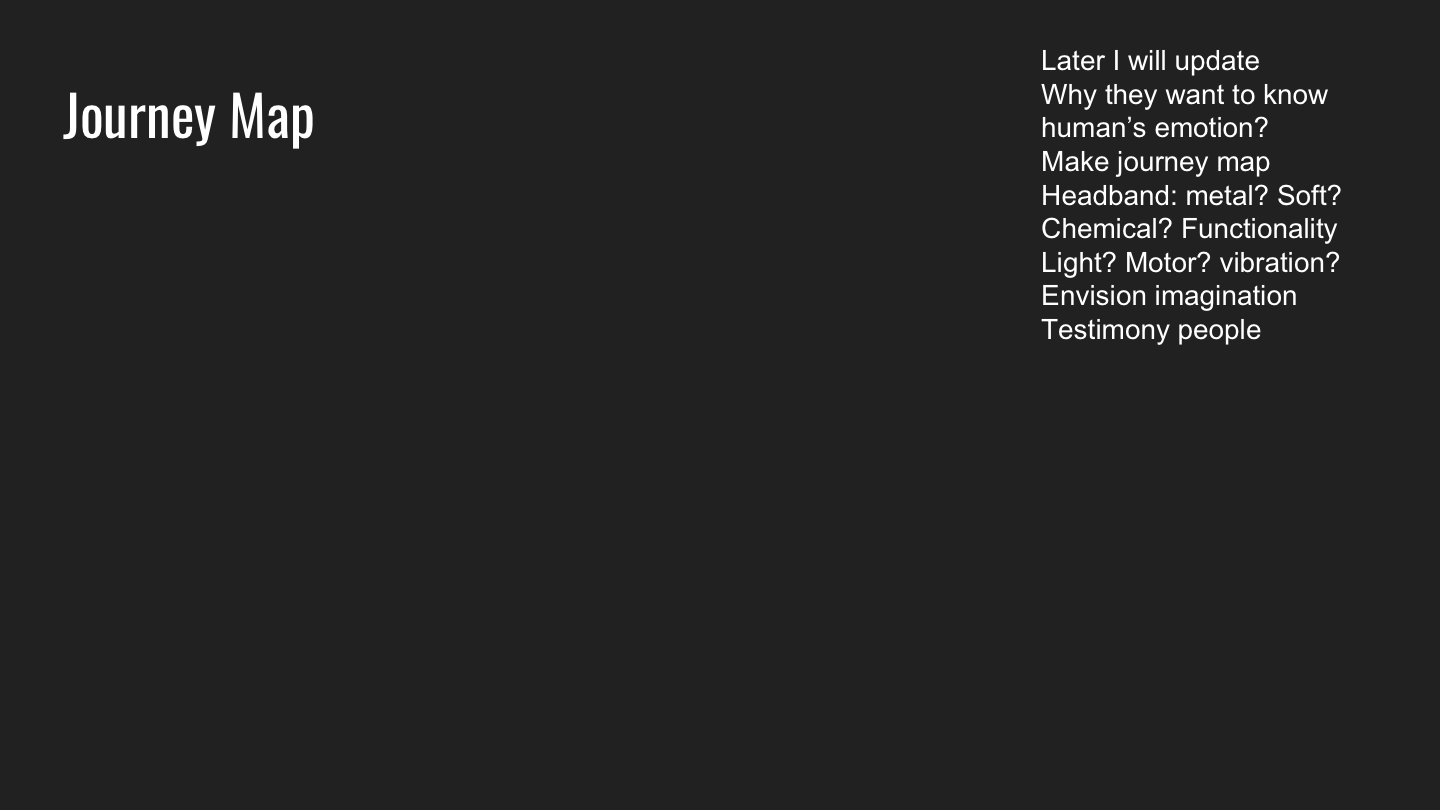 Journey Map
Later I will update
Why they want to know
human’s emotion?
Make journey map
Headband: metal? Soft?
Chemical? Functionality
Light? Motor? vibration?
Envision imagination
Testimony people